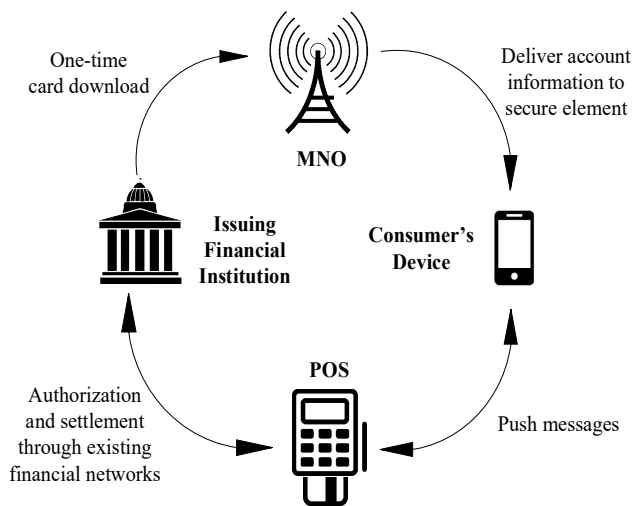 One-time
card download
Deliver account
information to
secure element
MNO
Issuing
Financial
Institution
Consumer’s
Device
POS
Authorization
and settlement
through existing
financial networks
Push messages